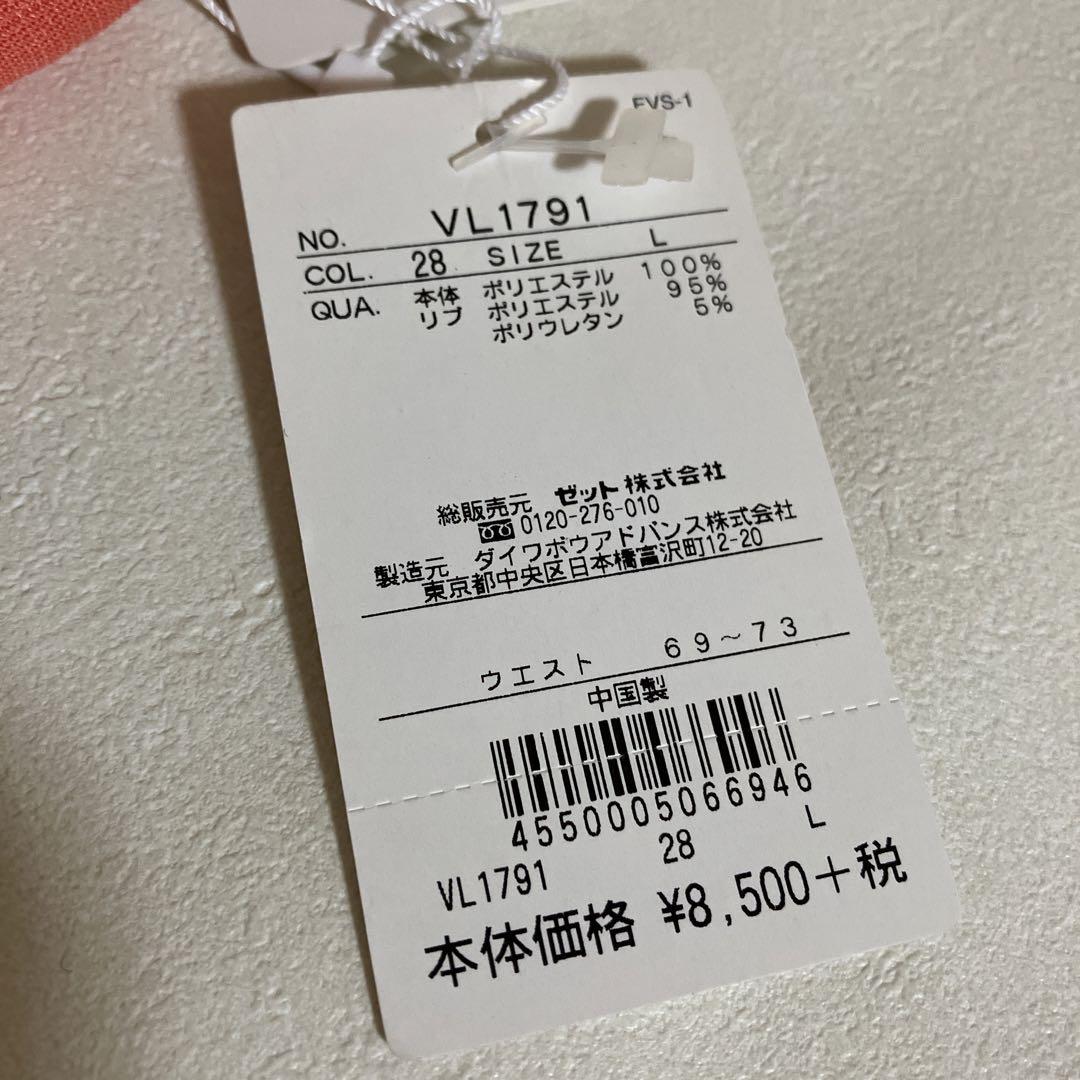 EVS-1
NO. VL1791
COL. 28 SIZE L
QUA. 本体 ポリエステル 100%
リブ ポリエステル 95%
ポリウレタン 5%
総販売元 ゼット株式会社
0120-276-010
製造元 ダイワボウアドバンス株式会社
東京都中央区日本橋富沢町12-20
ウエスト 69～73
中国製
4550005066946
VL1791 28 L
本体価格 ¥8,500+税